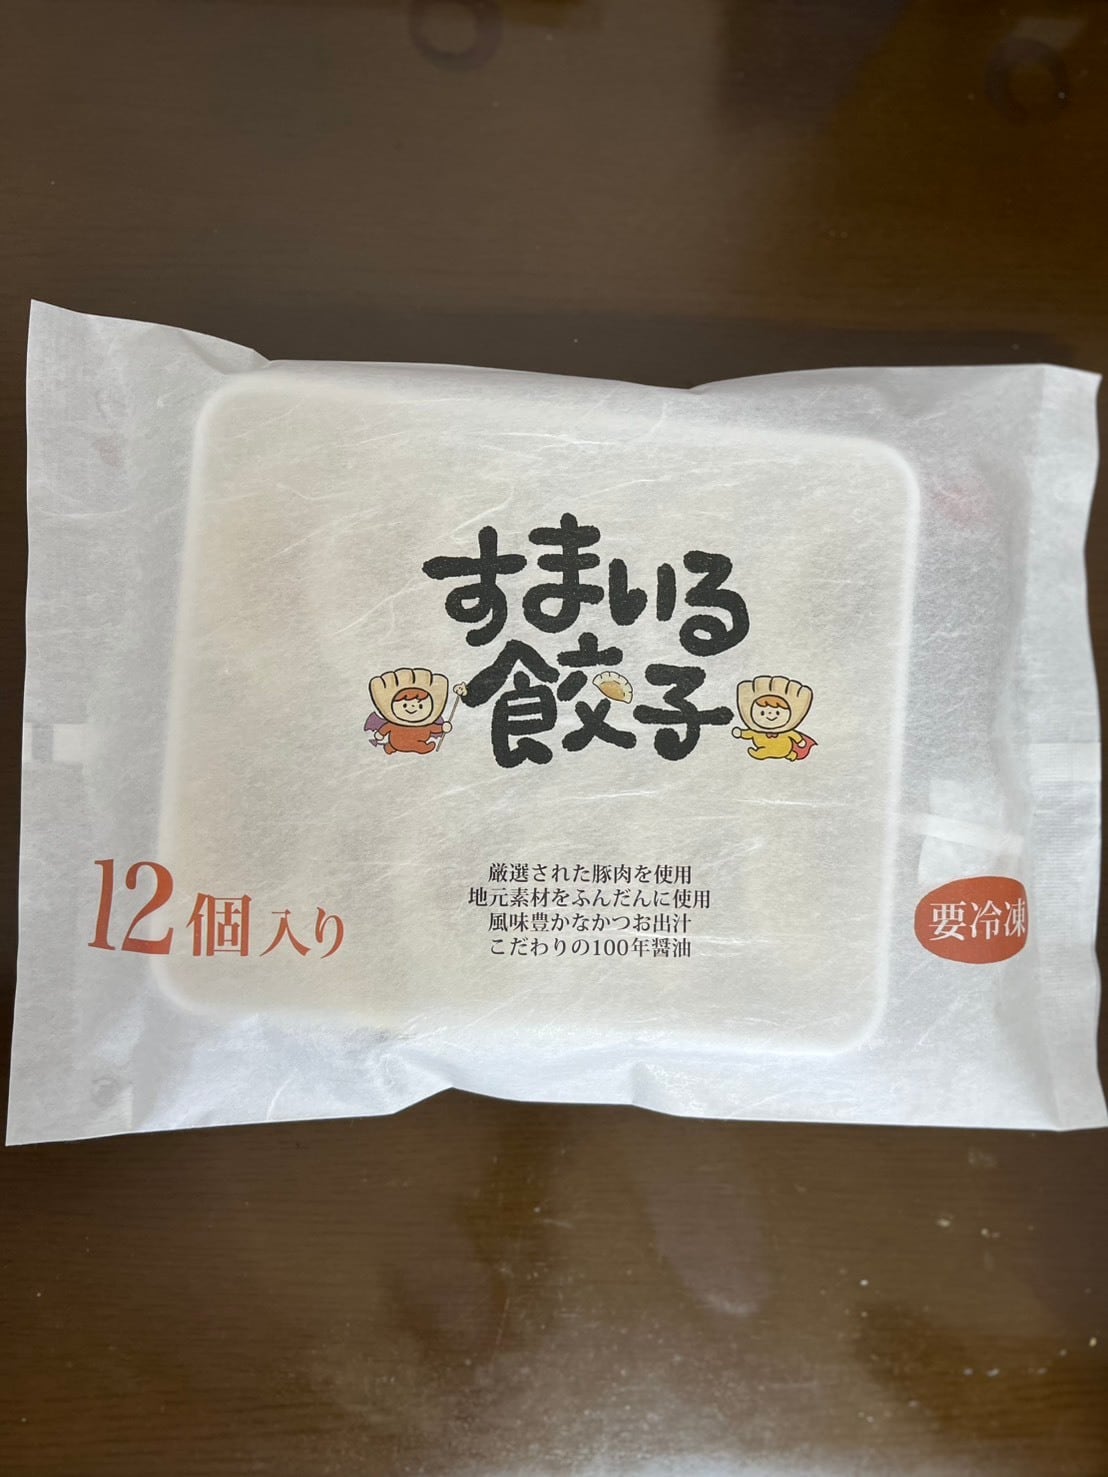 すまいる
餃子
12個入り
厳選された豚肉を使用
地元素材をふんだんに使用
風味豊かなかつお出汁
こだわりの100年醤油
要冷凍